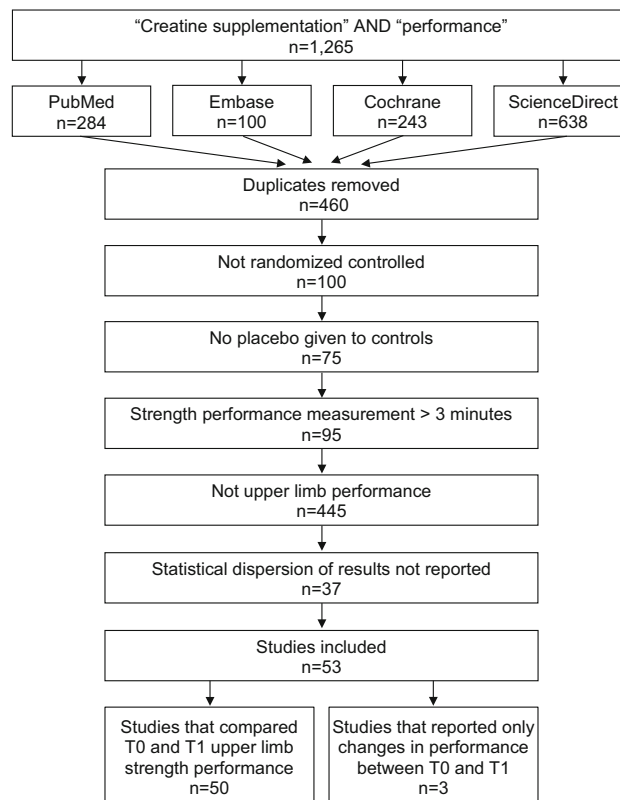 “Creatine supplementation” AND “performance”
n=1,265
PubMed
n=284
Embase
n=100
Cochrane
n=243
ScienceDirect
n=638
Duplicates removed
n=460
Not randomized controlled
n=100
No placebo given to controls
n=75
Strength performance measurement > 3 minutes
n=95
Not upper limb performance
n=445
Statistical dispersion of results not reported
n=37
Studies included
n=53
Studies that compared
T0 and T1 upper limb
strength performance
n=50
Studies that reported only
changes in performance
between T0 and T1
n=3